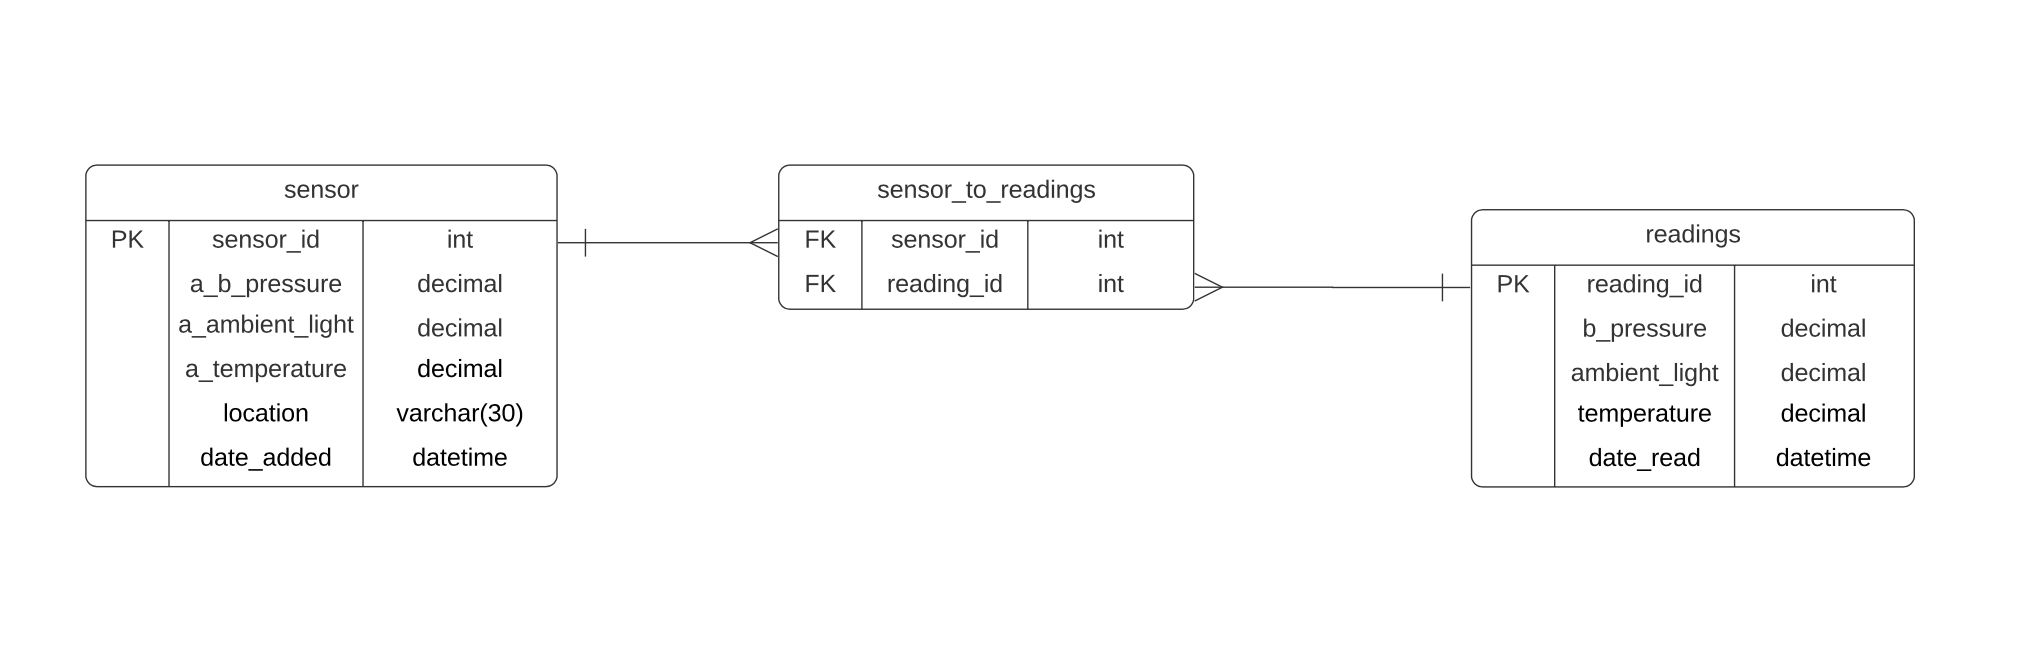 sensor
PK sensor_id int
a_b_pressure decimal
a_ambient_light decimal
a_temperature decimal
location varchar(30)
date_added datetime
sensor_to_readings
FK sensor_id int
FK reading_id int
readings
PK reading_id int
b_pressure decimal
ambient_light decimal
temperature decimal
date_read datetime